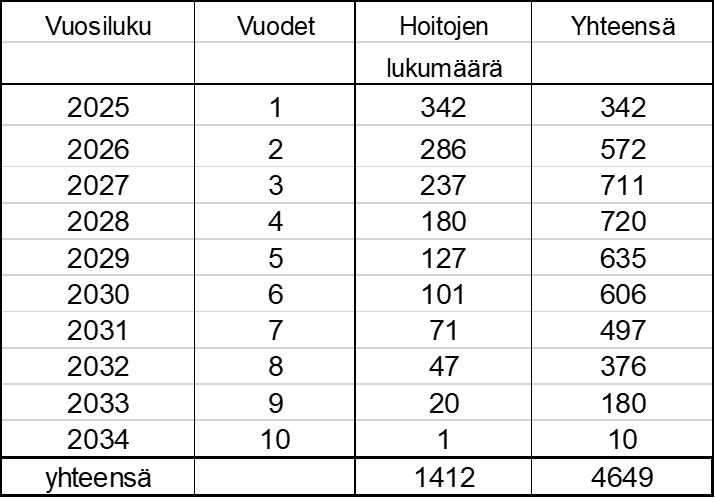 Vuosiluku Vuodet Hoitojen Yhteensä
lukumäärä
2025 1 342 342
2026 2 286 572
2027 3 237 711
2028 4 180 720
2029 5 127 635
2030 6 101 606
2031 7 71 497
2032 8 47 376
2033 9 20 180
2034 10 1 10
yhteensä 1412 4649